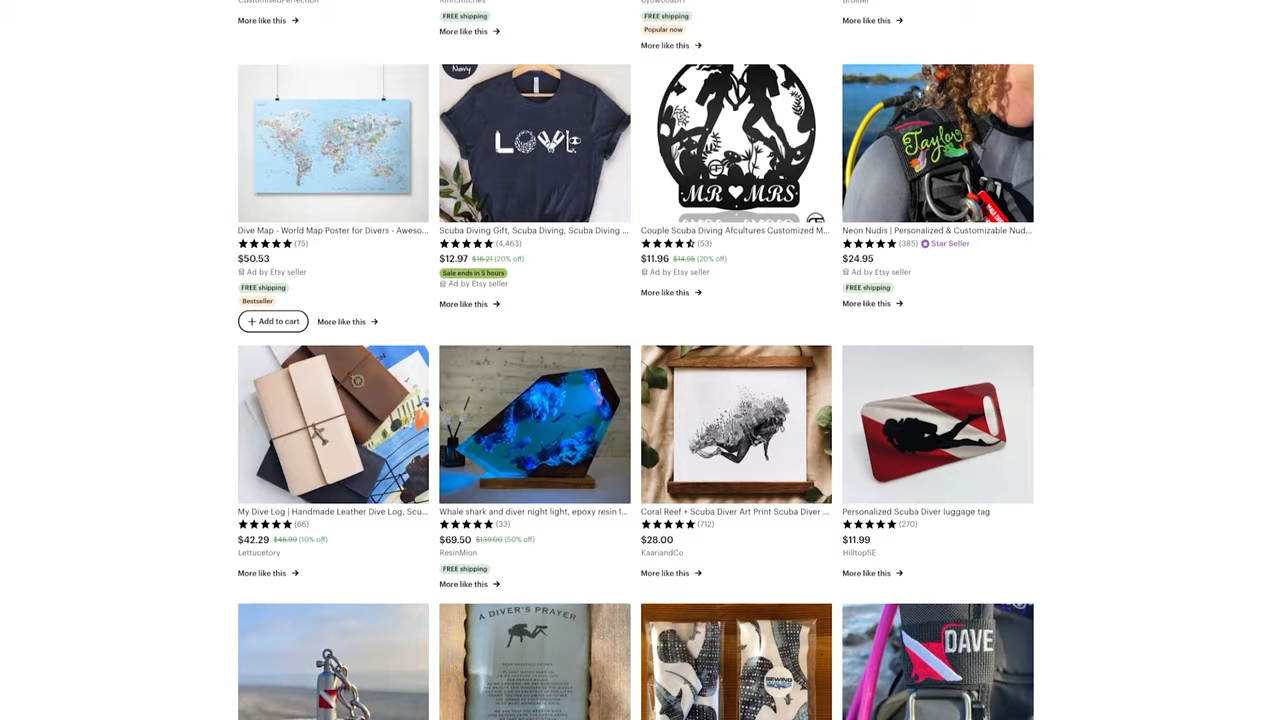 FREE shipping
FREE shipping
Popular now
More like this →
More like this →
More like this →
More like this →
Navy
LOVE
MR MRS
Taylor
Dive Map - World Map Poster for Divers - Aweso...
(75)
$50.53
Ad by Etsy seller
FREE shipping
Bestseller
+ Add to cart
More like this →
Scuba Diving Gift, Scuba Diving, Scuba Diving ...
(4,463)
$12.97 $16.21 (20% off)
Sale ends in 5 hours
Ad by Etsy seller
More like this →
Couple Scuba Diving Afcultures Customized M...
(53)
$11.96 $14.95 (20% off)
Ad by Etsy seller
More like this →
Neon Nudis | Personalized & Customizable Nud...
(385) Star Seller
$24.95
Ad by Etsy seller
FREE shipping
More like this →
My Dive Log | Handmade Leather Dive Log, Scu...
(66)
$42.29 $46.99 (10% off)
Lettucetory
More like this →
Whale shark and diver night light, epoxy resin l...
(33)
$69.50 $139.00 (50% off)
ResinMion
FREE shipping
More like this →
Coral Reef + Scuba Diver Art Print Scuba Diver ...
(712)
$28.00
KaariandCo
More like this →
Personalized Scuba Diver luggage tag
(270)
$11.99
HilltopSE
More like this →
A DIVER'S PRAYER
SEWING
DAVE